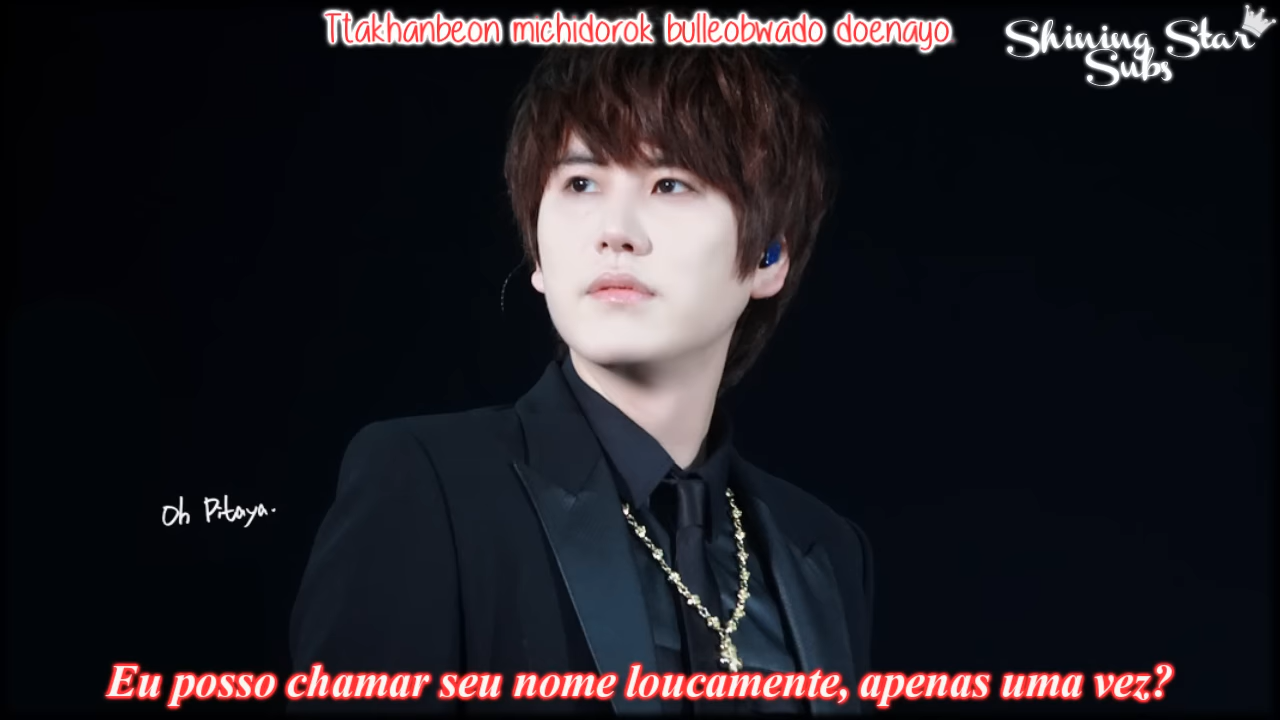 Ttakhanbeon michidorok bulleobwado doenayo
Shining Star
Subs
Oh Pitaya.
Eu posso chamar seu nome loucamente, apenas uma vez?